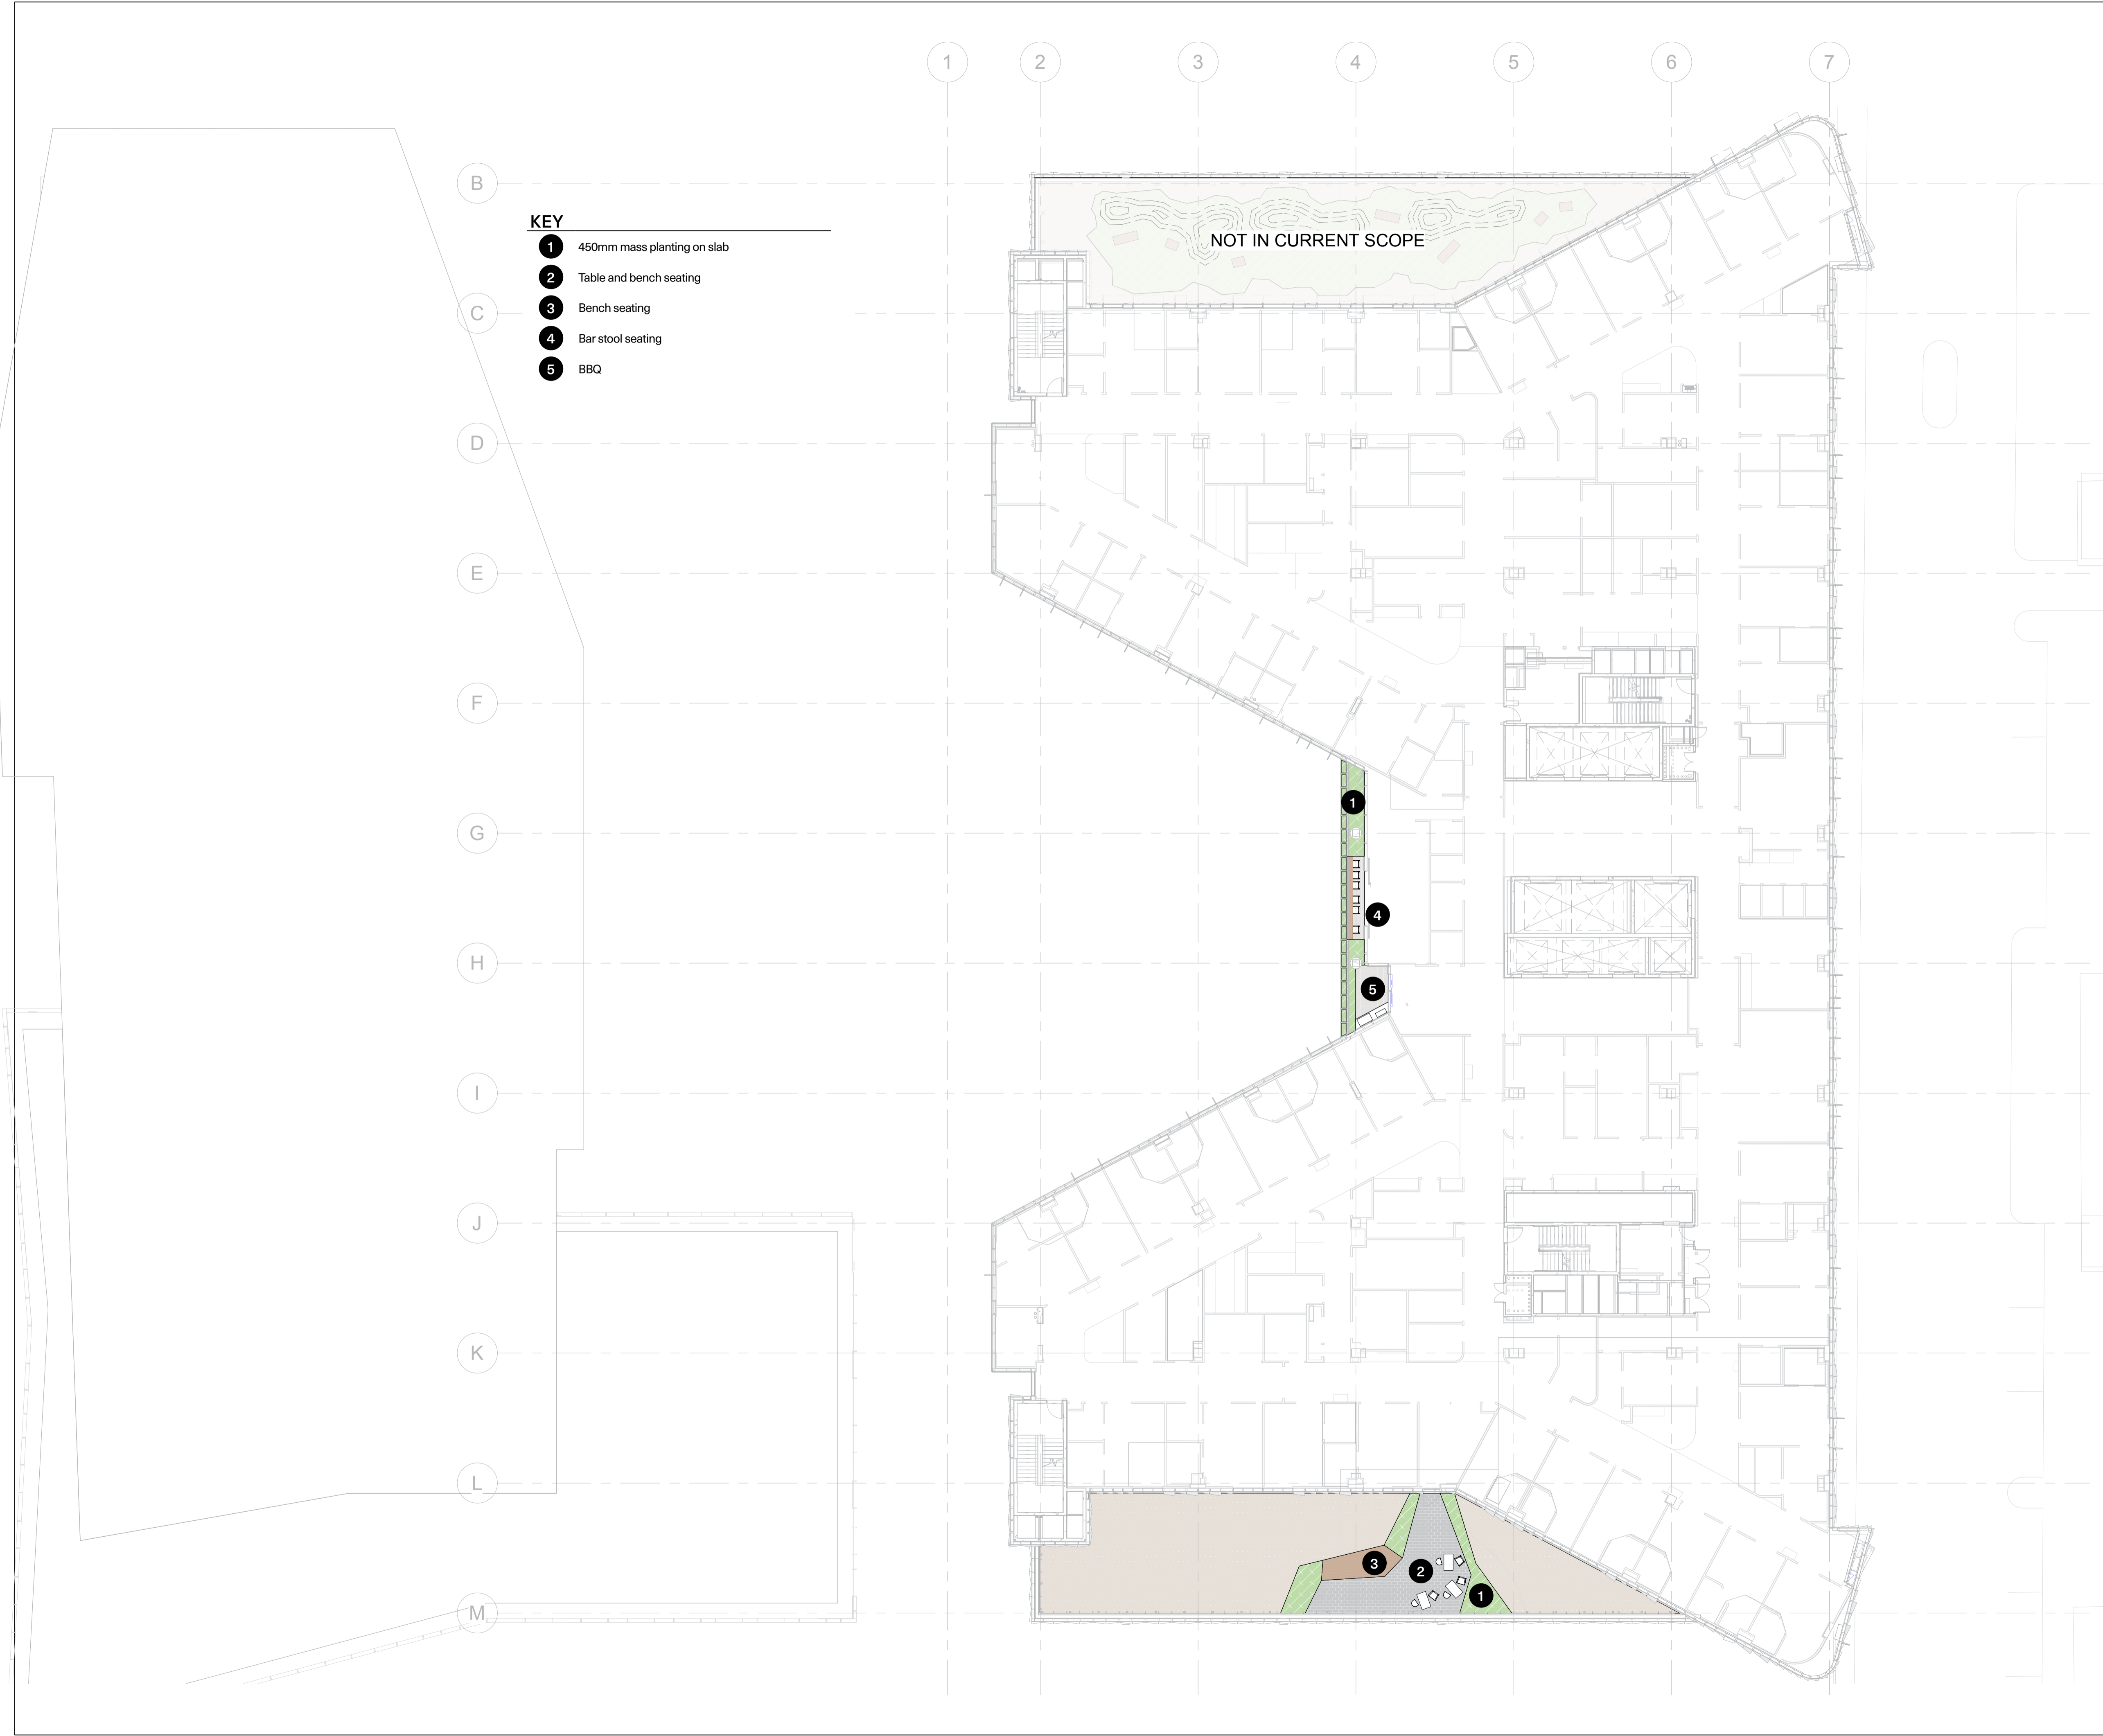 1 2 3 4 5 6 7
B
NOT IN CURRENT SCOPE
KEY
1 450mm mass planting on slab
2 Table and bench seating
3 Bench seating
4 Bar stool seating
5 BBQ
C
D
E
F
1
G
4
H
5
I
J
K
L
3
2
1
M